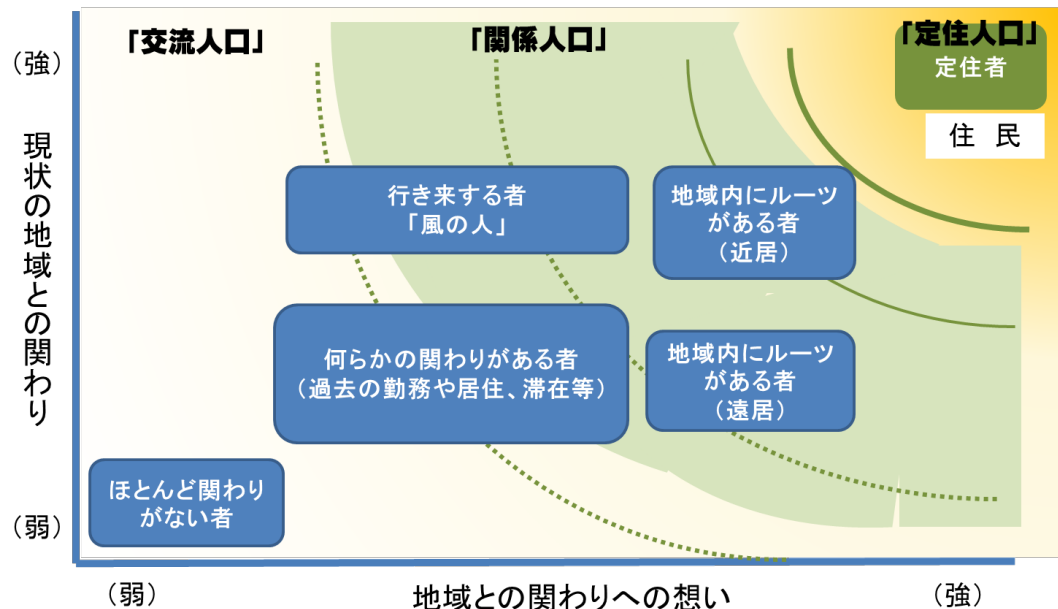 「交流人口」
「関係人口」
「定住人口」
定住者
住 民
（強）
現状の地域との関わり
（弱）
行き来する者
「風の人」
地域内にルーツ
がある者
（近居）
何らかの関わりがある者
（過去の勤務や居住、滞在等）
地域内にルーツ
がある者
（遠居）
ほとんど関わり
がない者
（弱）
地域との関わりへの想い
（強）